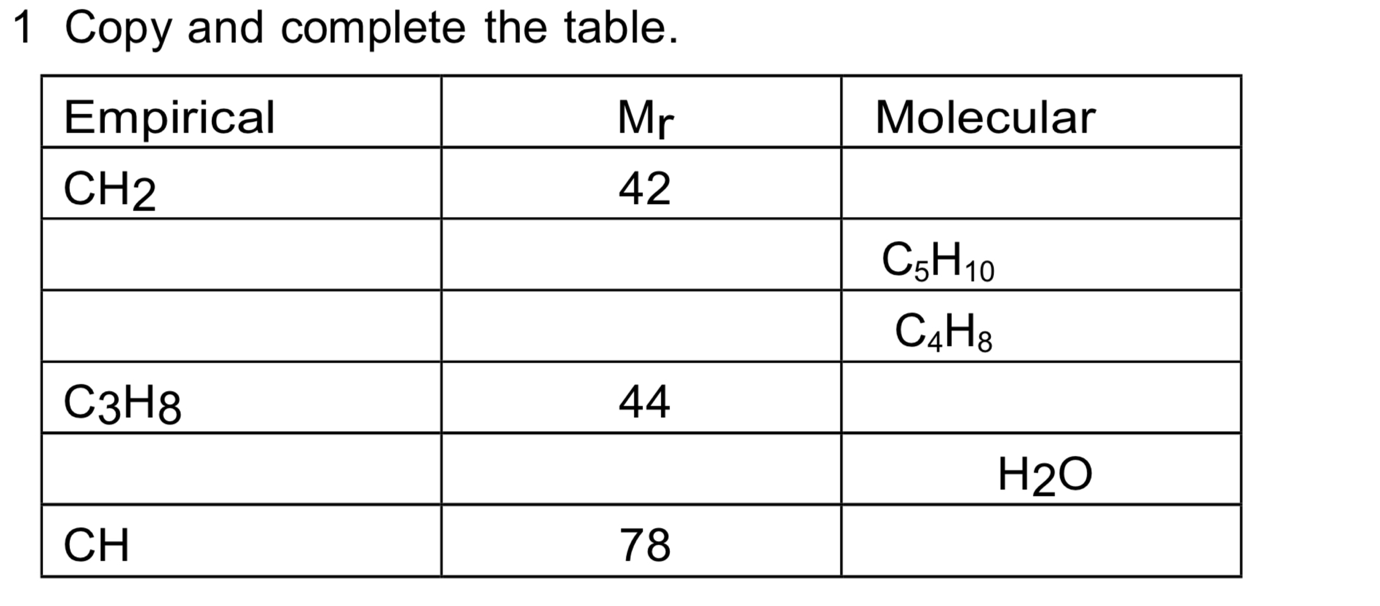 1 Copy and complete the table.
Empirical Mr Molecular
CH2 42
C₅H₁₀
C₄H₈
C3H8 44
H2O
CH 78